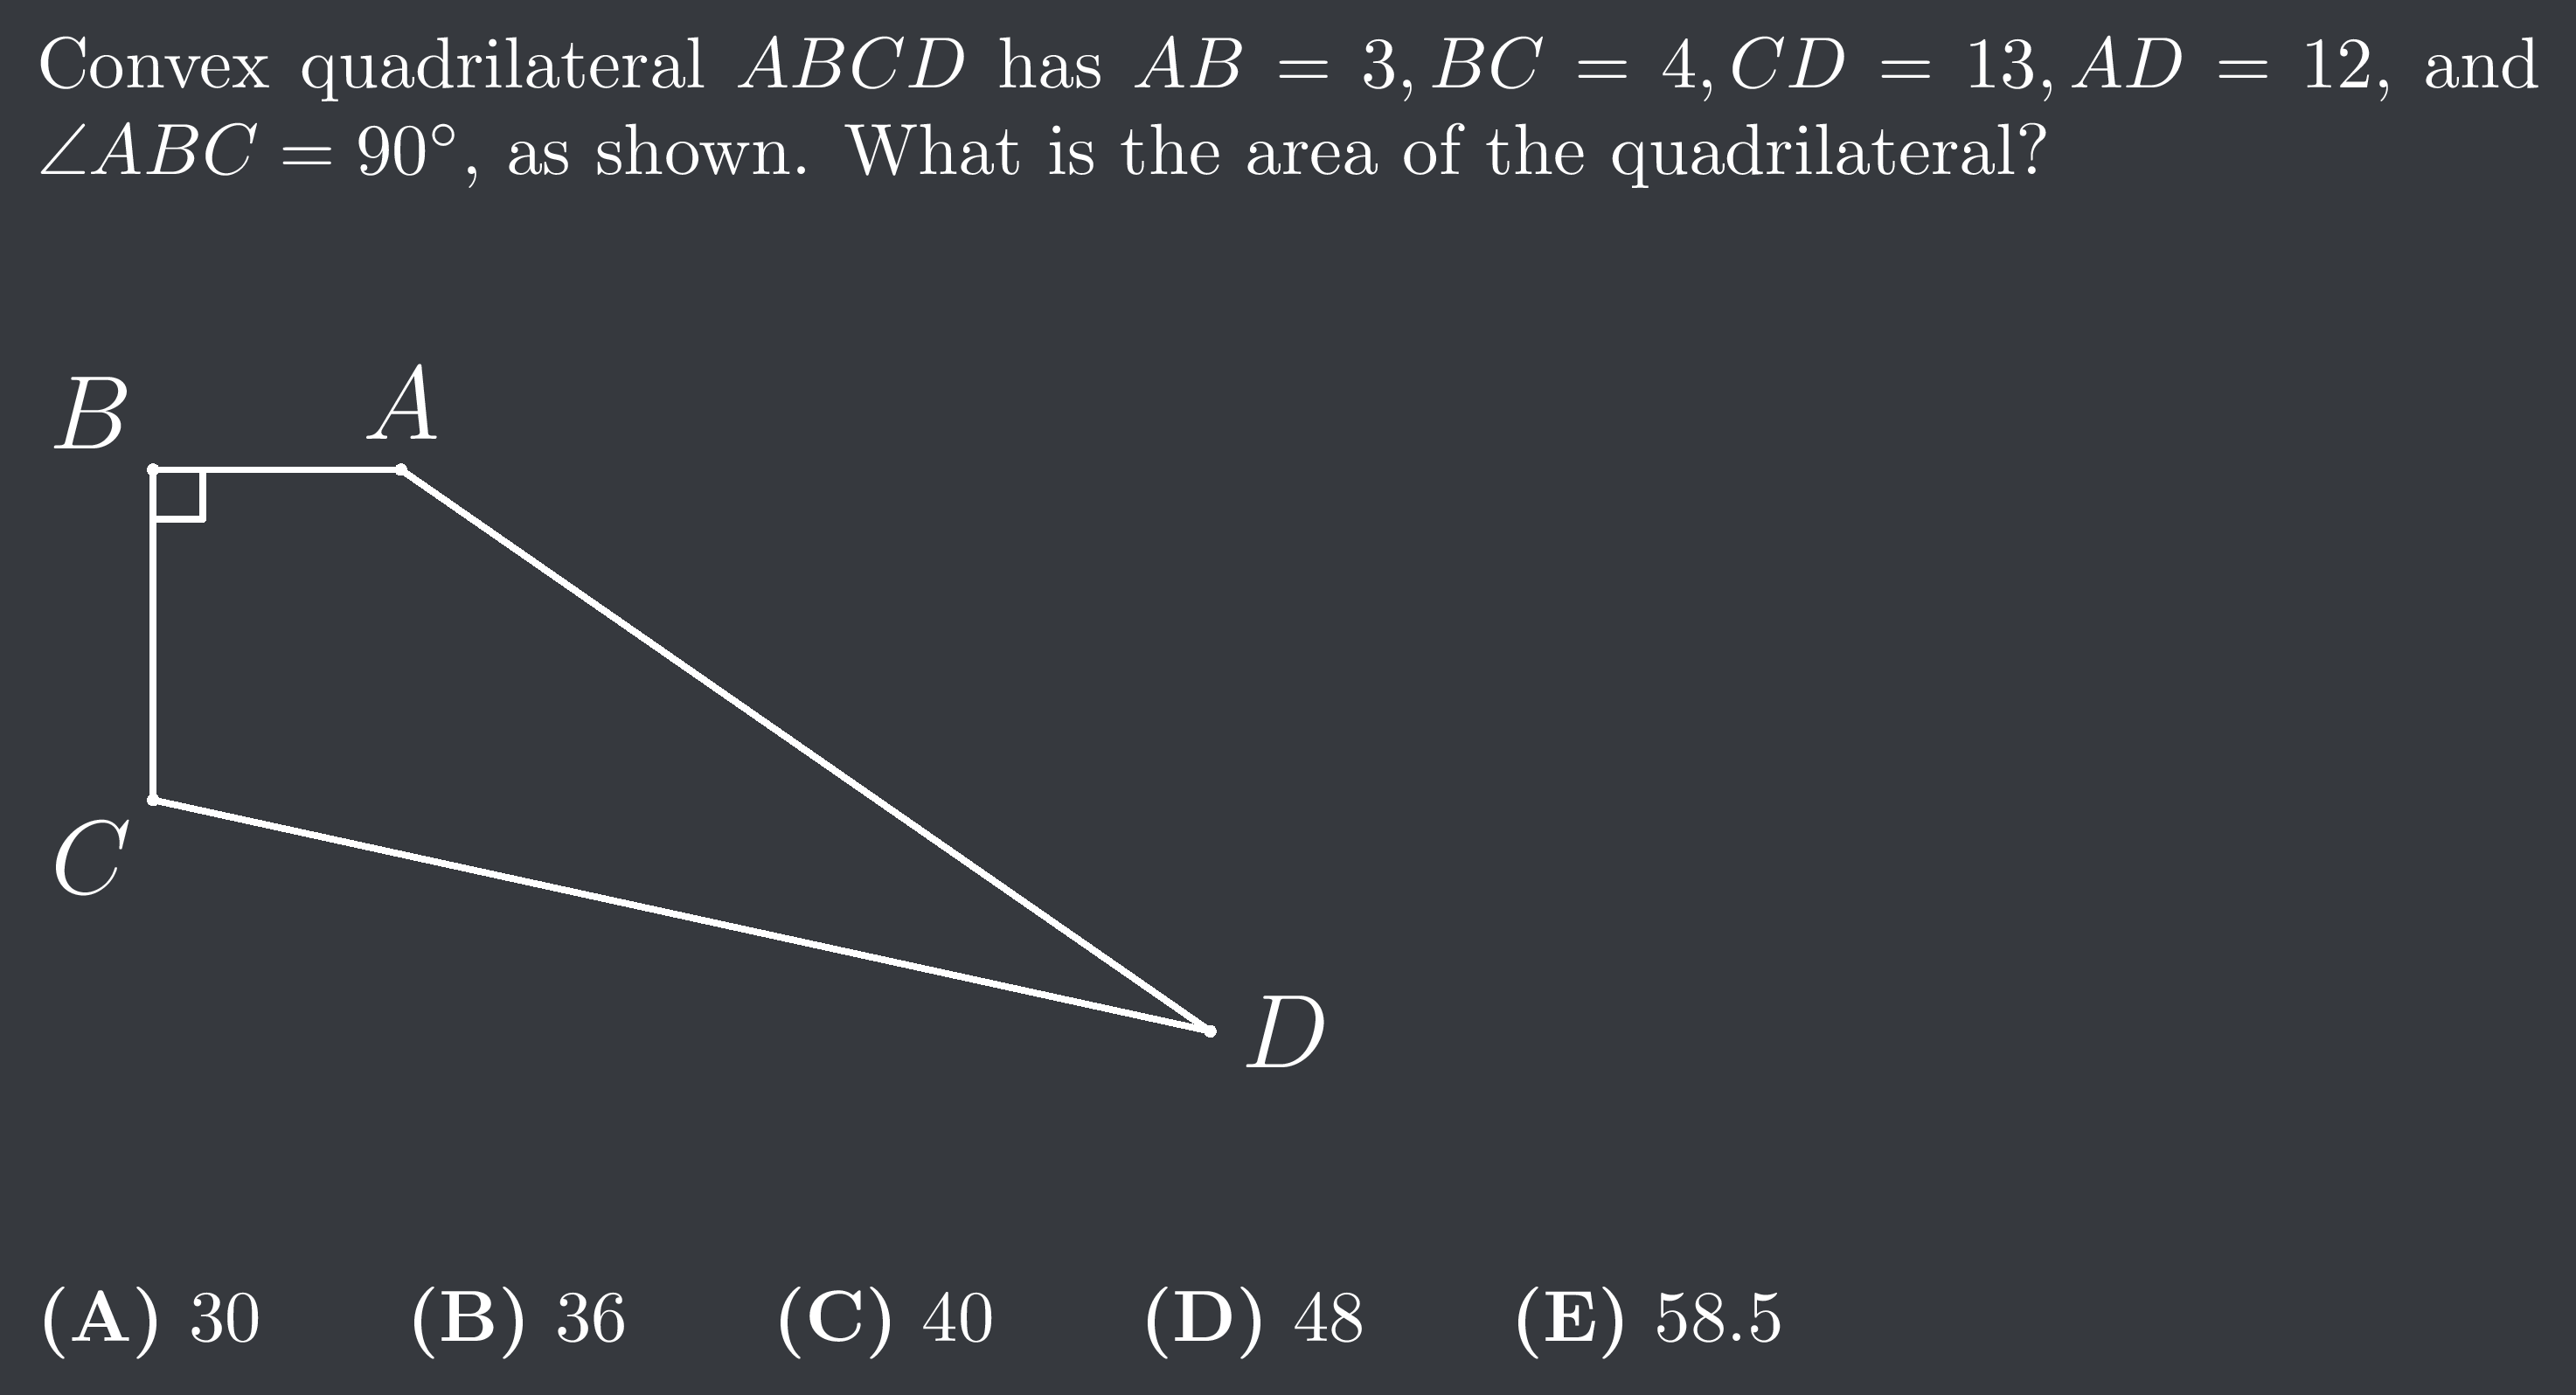 Convex quadrilateral ABCD has AB = 3, BC = 4, CD = 13, AD = 12, and
∠ABC = 90°, as shown. What is the area of the quadrilateral?
B A
C
D
(A) 30 (B) 36 (C) 40 (D) 48 (E) 58.5